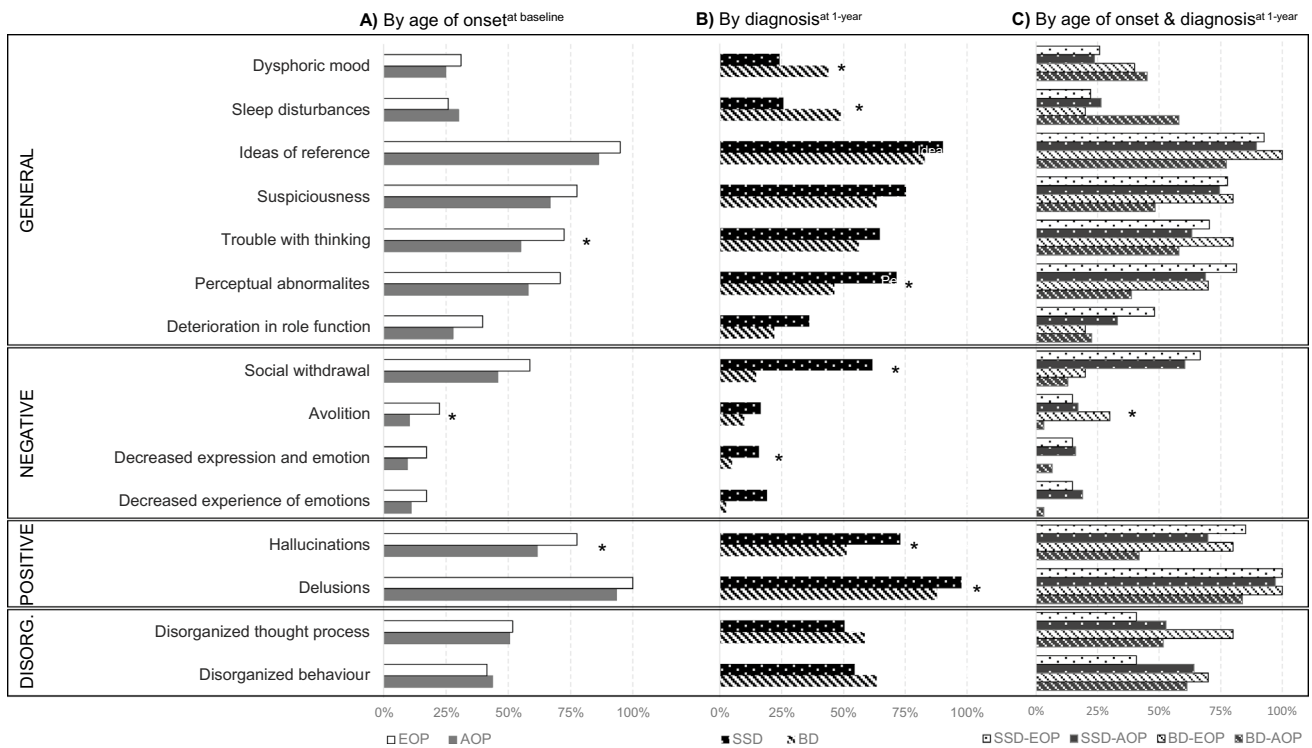 A) By age of onset at baseline
B) By diagnosis at 1-year
C) By age of onset & diagnosis at 1-year
GENERAL
Dysphoric mood
*
Sleep disturbances
*
Ideas of reference
Idea
Suspiciousness
Trouble with thinking
*
Perceptual abnormalites
Pe
*
Deterioration in role function
NEGATIVE
Social withdrawal
*
Avolition
*
*
Decreased expression and emotion
*
Decreased experience of emotions
POSITIVE
Hallucinations
*
*
Delusions
*
DISORG.
Disorganized thought process
Disorganized behaviour
0% 25% 50% 75% 100%
0% 25% 50% 75% 100%
0% 25% 50% 75% 100%
EOP AOP
SSD BD
SSD-EOP SSD-AOP BD-EOP BD-AOP